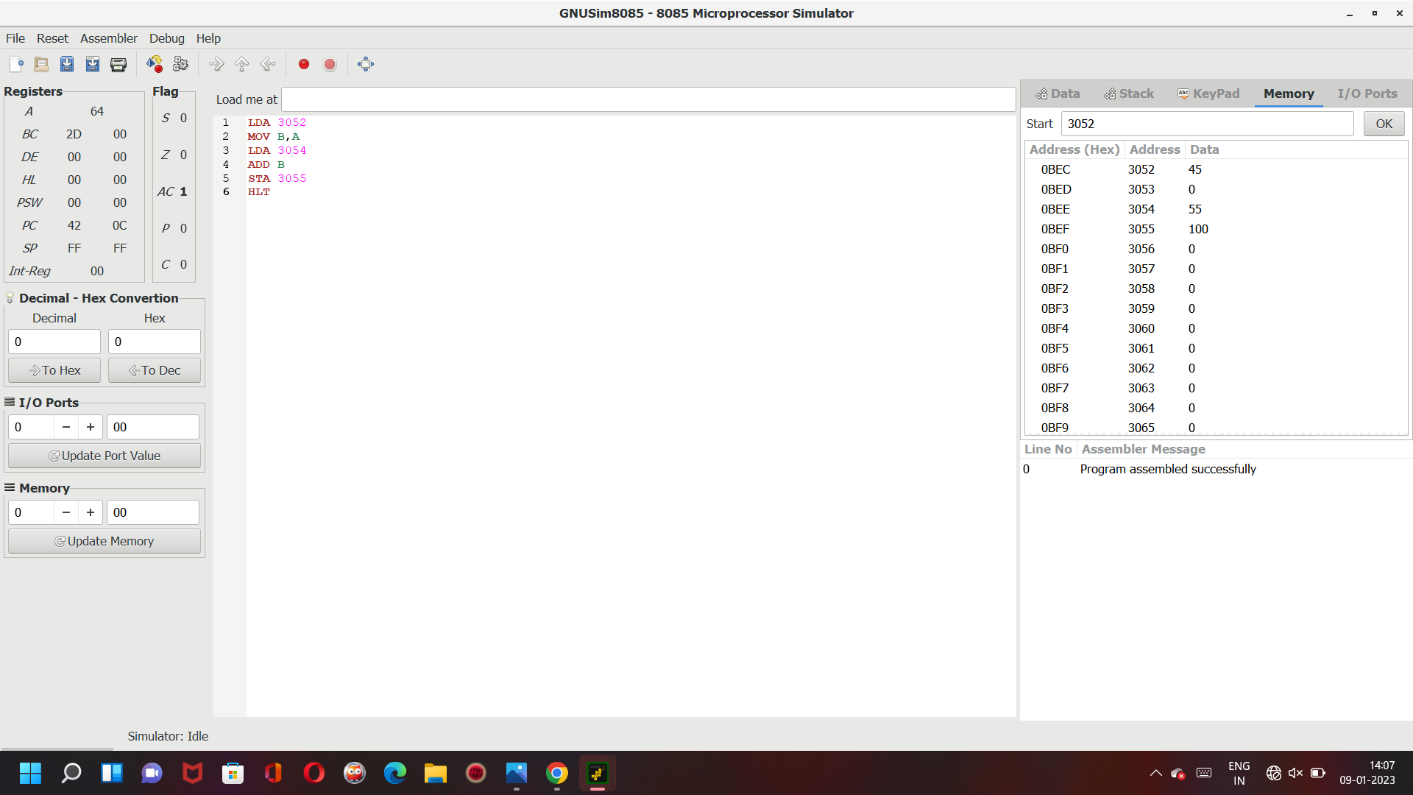 GNUSim8085 - 8085 Microprocessor Simulator
File Reset Assembler Debug Help
Registers
A 64
BC 2D 00
DE 00 00
HL 00 00
PSW 00 00
PC 42 0C
SP FF FF
Int-Reg 00
Flag
S 0
Z 0
AC 1
P 0
C 0
Decimal - Hex Convertion
Decimal Hex
0 0
To Hex To Dec
I/O Ports
0 − + 00
Update Port Value
Memory
0 − + 00
Update Memory
Load me at
1 LDA 3052
2 MOV B,A
3 LDA 3054
4 ADD B
5 STA 3055
6 HLT
Data Stack KeyPad Memory I/O Ports
Start 3052 OK
Address (Hex) Address Data
0BEC 3052 45
0BED 3053 0
0BEE 3054 55
0BEF 3055 100
0BF0 3056 0
0BF1 3057 0
0BF2 3058 0
0BF3 3059 0
0BF4 3060 0
0BF5 3061 0
0BF6 3062 0
0BF7 3063 0
0BF8 3064 0
0BF9 3065 0
Line No Assembler Message
0 Program assembled successfully
Simulator: Idle
ENG
IN
14:07
09-01-2023